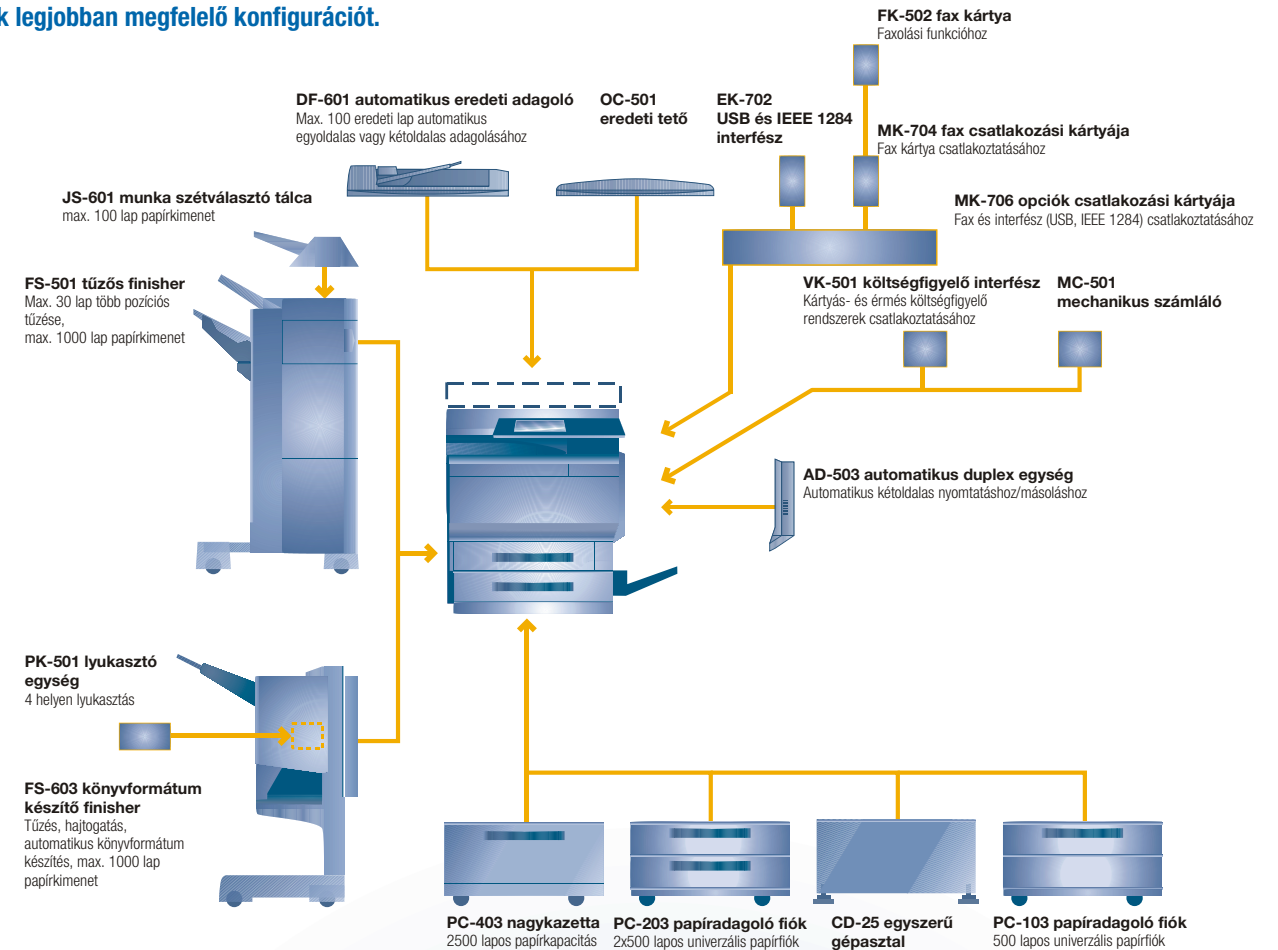 k legjobban megfelelő konfigurációt.
FK-502 fax kártya
Faxolási funkcióhoz
DF-601 automatikus eredeti adagoló
Max. 100 eredeti lap automatikus
egyoldalas vagy kétoldalas adagolásához
OC-501
eredeti tető
EK-702
USB és IEEE 1284
interfész
MK-704 fax csatlakozási kártyája
Fax kártya csatlakoztatásához
JS-601 munka szétválasztó tálca
max. 100 lap papírkimenet
MK-706 opciók csatlakozási kártyája
Fax és interfész (USB, IEEE 1284) csatlakoztatásához
FS-501 tűzős finisher
Max. 30 lap több pozíciós
tűzése,
max. 1000 lap papírkimenet
VK-501 költségfigyelő interfész
Kártyás- és érmés költségfigyelő
rendszerek csatlakoztatásához
MC-501
mechanikus számláló
AD-503 automatikus duplex egység
Automatikus kétoldalas nyomtatáshoz/másoláshoz
PK-501 lyukasztó
egység
4 helyen lyukasztás
FS-603 könyvformátum
készítő finisher
Tűzés, hajtogatás,
automatikus könyvformátum
készítés, max. 1000 lap
papírkimenet
PC-403 nagykazetta
2500 lapos papírkapacitás
PC-203 papíradagoló fiók
2x500 lapos univerzális papírfiók
CD-25 egyszerű
gépasztal
PC-103 papíradagoló fiók
500 lapos univerzális papírfiók